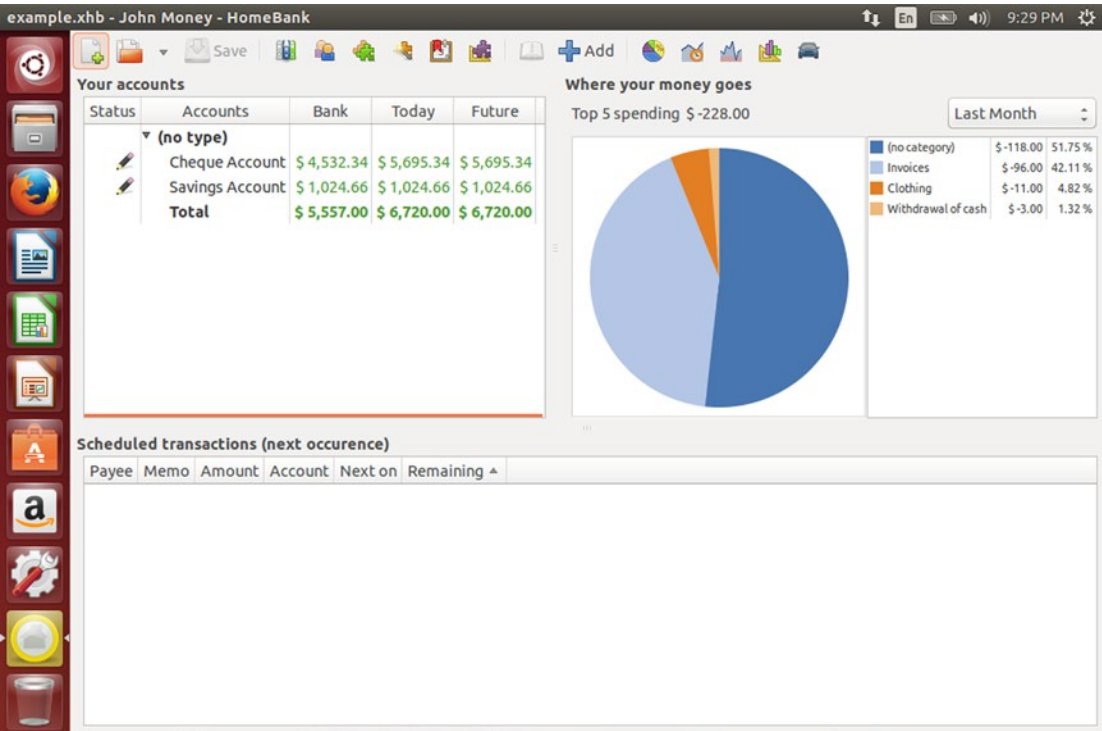 example.xhb - John Money - HomeBank
En 9:29 PM
Save Add
Your accounts
Status Accounts Bank Today Future
(no type)
Cheque Account $ 4,532.34 $ 5,695.34 $ 5,695.34
Savings Account $ 1,024.66 $ 1,024.66 $ 1,024.66
Total $ 5,557.00 $ 6,720.00 $ 6,720.00
Where your money goes
Top 5 spending $ -228.00 Last Month
(no category) $ -118.00 51.75 %
Invoices $ -96.00 42.11 %
Clothing $ -11.00 4.82 %
Withdrawal of cash $ -3.00 1.32 %
Scheduled transactions (next occurence)
Payee Memo Amount Account Next on Remaining
A
a